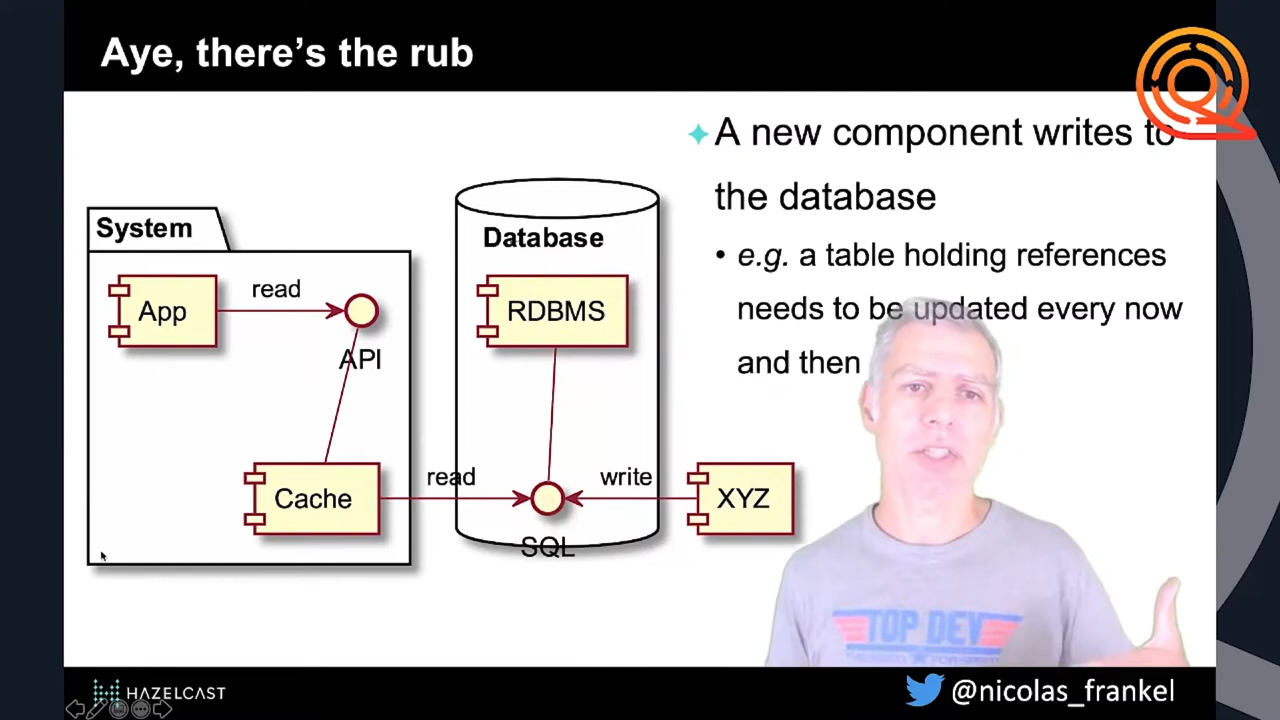 Aye, there's the rub
A new component writes to
the database
• e.g. a table holding references
needs to be updated every now
and then
System
App
read
API
Cache
read
Database
RDBMS
SQL
write
XYZ
TOP DEV
HAZELCAST
@nicolas_frankel